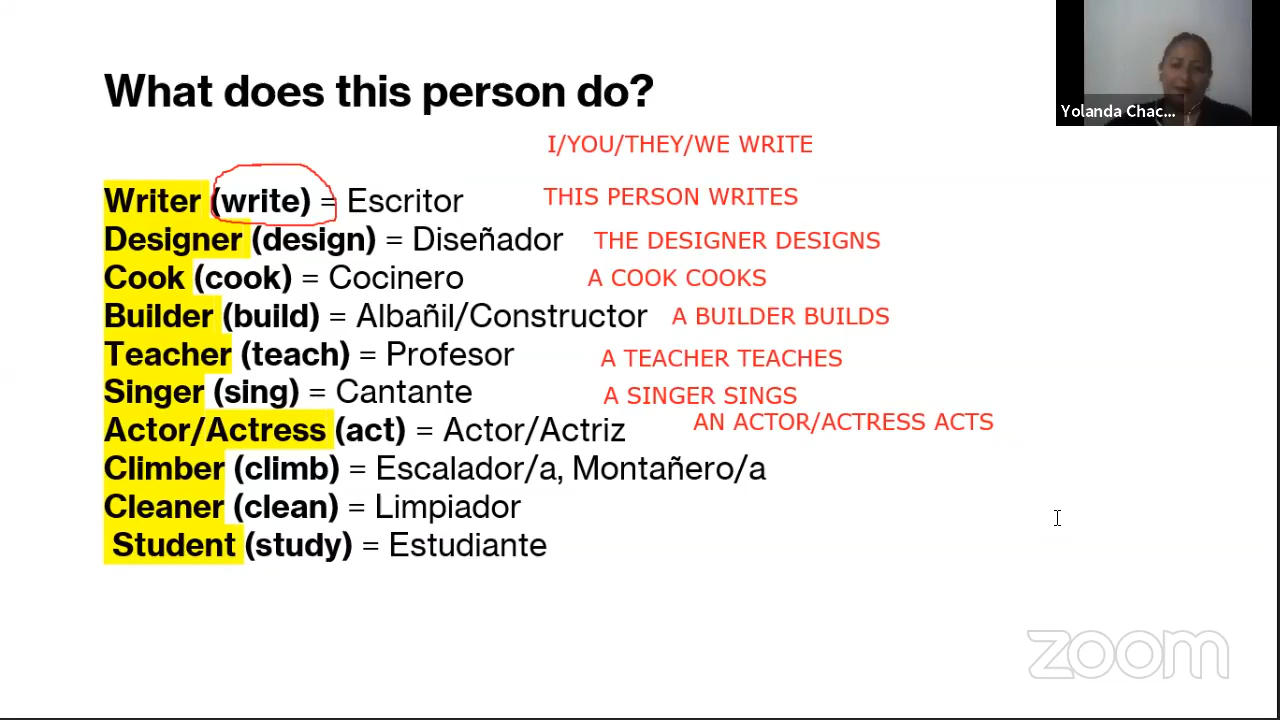 What does this person do?
Yolanda Chac...
I/YOU/THEY/WE WRITE
Writer (write) = Escritor THIS PERSON WRITES
Designer (design) = Diseñador THE DESIGNER DESIGNS
Cook (cook) = Cocinero A COOK COOKS
Builder (build) = Albañil/Constructor A BUILDER BUILDS
Teacher (teach) = Profesor A TEACHER TEACHES
Singer (sing) = Cantante A SINGER SINGS
Actor/Actress (act) = Actor/Actriz AN ACTOR/ACTRESS ACTS
Climber (climb) = Escalador/a, Montañero/a
Cleaner (clean) = Limpiador
Student (study) = Estudiante
zoom